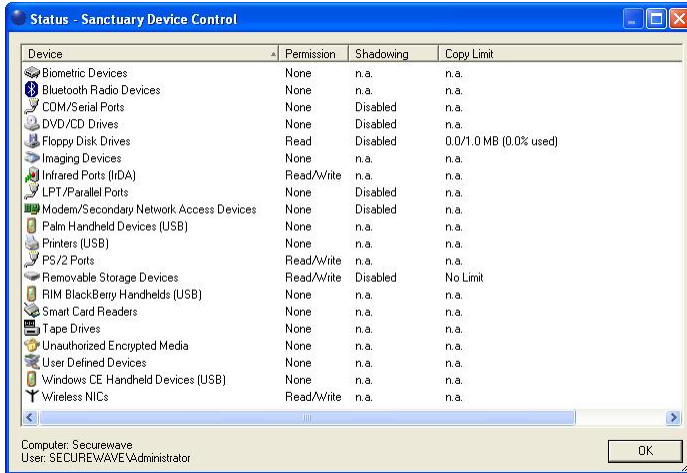 Status - Sanctuary Device Control
Device Permission Shadowing Copy Limit
Biometric Devices None n.a. n.a.
Bluetooth Radio Devices None n.a. n.a.
COM/Serial Ports None Disabled n.a.
DVD/CD Drives None Disabled n.a.
Floppy Disk Drives Read Disabled 0.0/1.0 MB (0.0% used)
Imaging Devices None n.a. n.a.
Infrared Ports (IrDA) Read/Write n.a. n.a.
LPT/Parallel Ports None Disabled n.a.
Modem/Secondary Network Access Devices None Disabled n.a.
Palm Handheld Devices (USB) None n.a. n.a.
Printers (USB) None n.a. n.a.
PS/2 Ports Read/Write n.a. n.a.
Removable Storage Devices Read/Write Disabled No Limit
RIM BlackBerry Handhelds (USB) None n.a. n.a.
Smart Card Readers None n.a. n.a.
Tape Drives None n.a. n.a.
Unauthorized Encrypted Media None n.a. n.a.
User Defined Devices None n.a. n.a.
Windows CE Handheld Devices (USB) None n.a. n.a.
Wireless NICs Read/Write n.a. n.a.
Computer: Securewave
User: SECUREWAVE\Administrator
OK